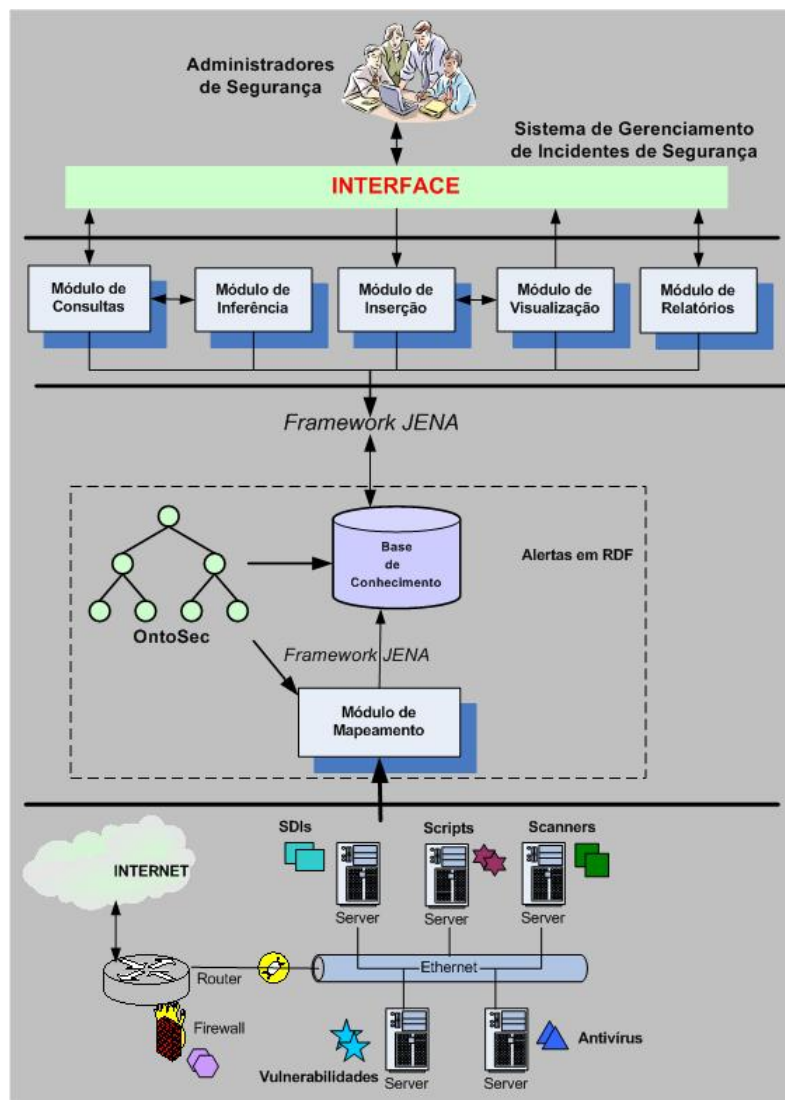 Administradores
de Segurança
Sistema de Gerenciamento
de Incidentes de Segurança
INTERFACE
Módulo de
Consultas
Módulo de
Inferência
Módulo de
Inserção
Módulo de
Visualização
Módulo de
Relatórios
Framework JENA
Base
de
Conhecimento
Alertas em RDF
OntoSec
Framework JENA
Módulo de
Mapeamento
SDIs
Scripts
Scanners
INTERNET
Server
Server
Server
Router
Ethernet
Firewall
Antivírus
Vulnerabilidades
Server
Server